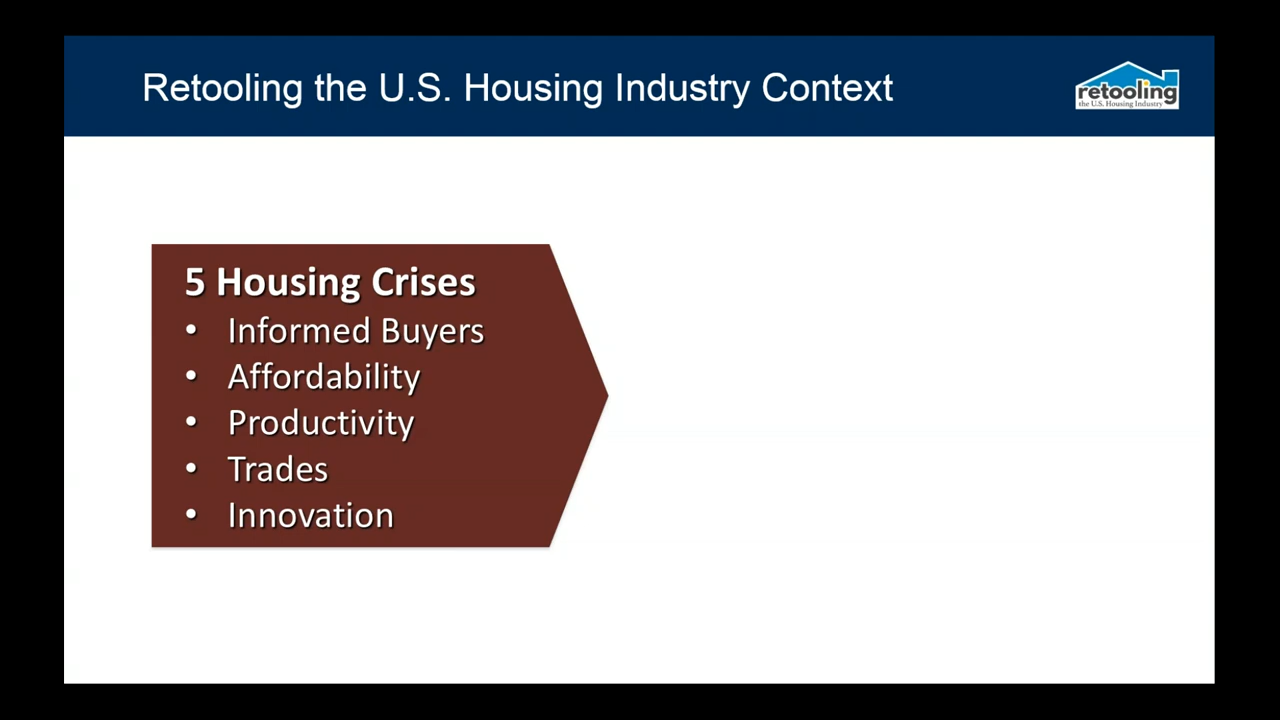 Retooling the U.S. Housing Industry Context
retooling
the U.S. Housing Industry
5 Housing Crises
• Informed Buyers
• Affordability
• Productivity
• Trades
• Innovation